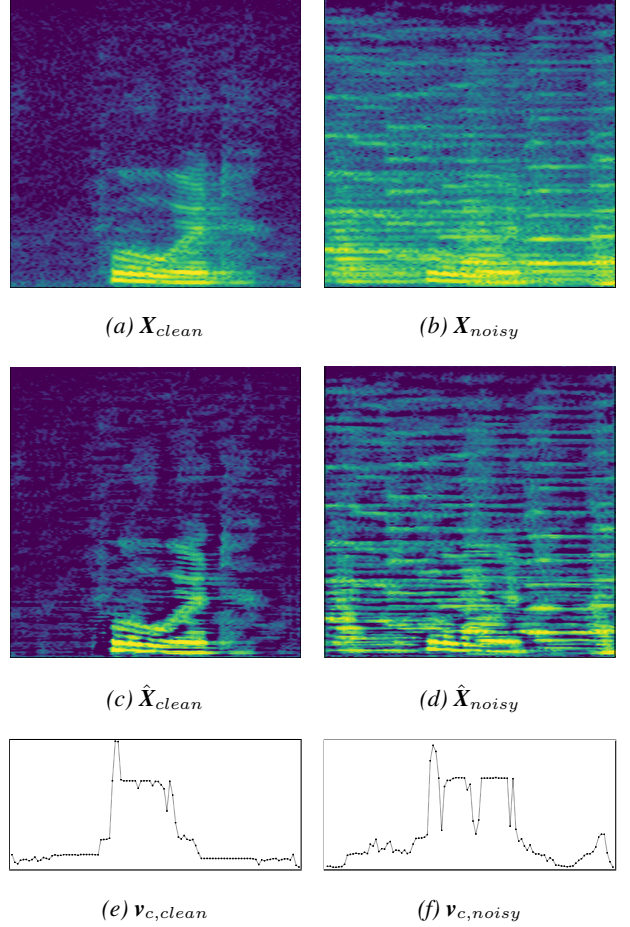 (a) X_clean
(b) X_noisy
(c) X̂_clean
(d) X̂_noisy
(e) v_c,clean
(f) v_c,noisy